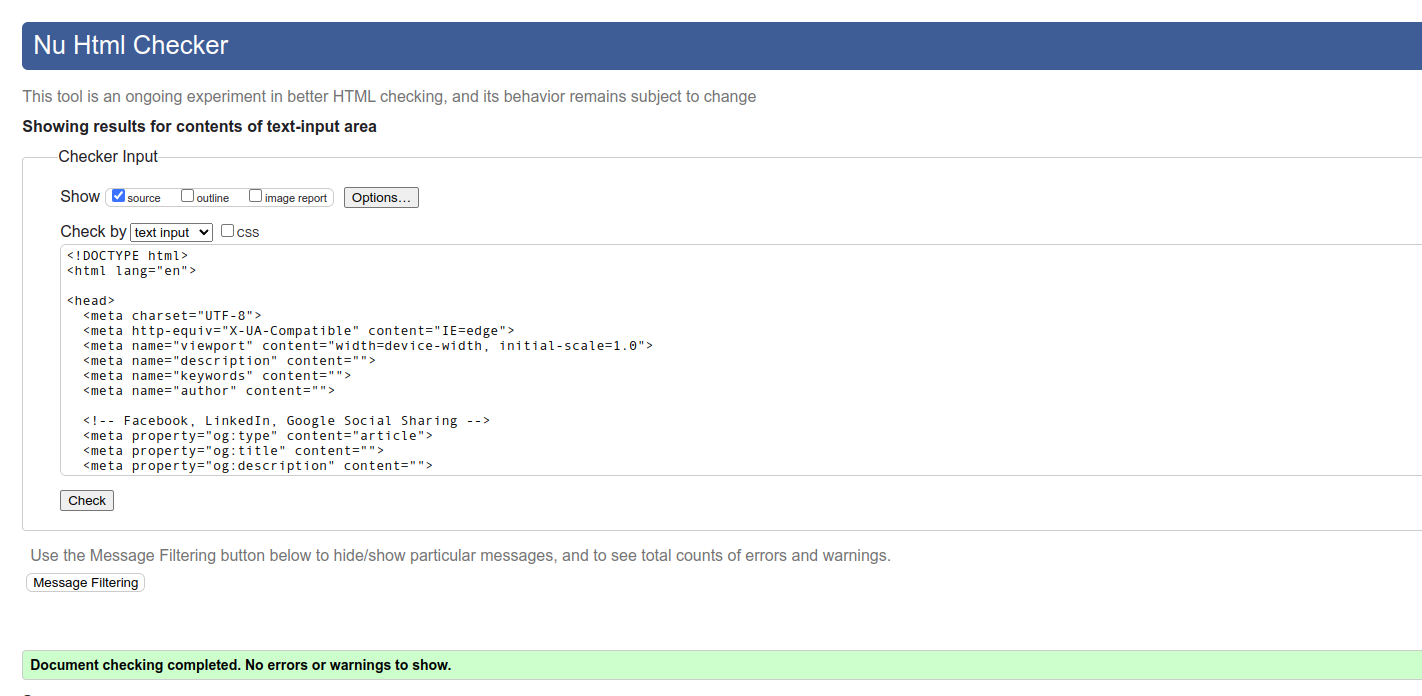 Nu Html Checker
This tool is an ongoing experiment in better HTML checking, and its behavior remains subject to change
Showing results for contents of text-input area
Checker Input
Show source outline image report Options...
Check by text input CSS
<!DOCTYPE html>
<html lang="en">
<head>
<meta charset="UTF-8">
<meta http-equiv="X-UA-Compatible" content="IE=edge">
<meta name="viewport" content="width=device-width, initial-scale=1.0">
<meta name="description" content="">
<meta name="keywords" content="">
<meta name="author" content="">
<!-- Facebook, LinkedIn, Google Social Sharing -->
<meta property="og:type" content="article">
<meta property="og:title" content="">
<meta property="og:description" content="">
Check
Use the Message Filtering button below to hide/show particular messages, and to see total counts of errors and warnings.
Message Filtering
Document checking completed. No errors or warnings to show.